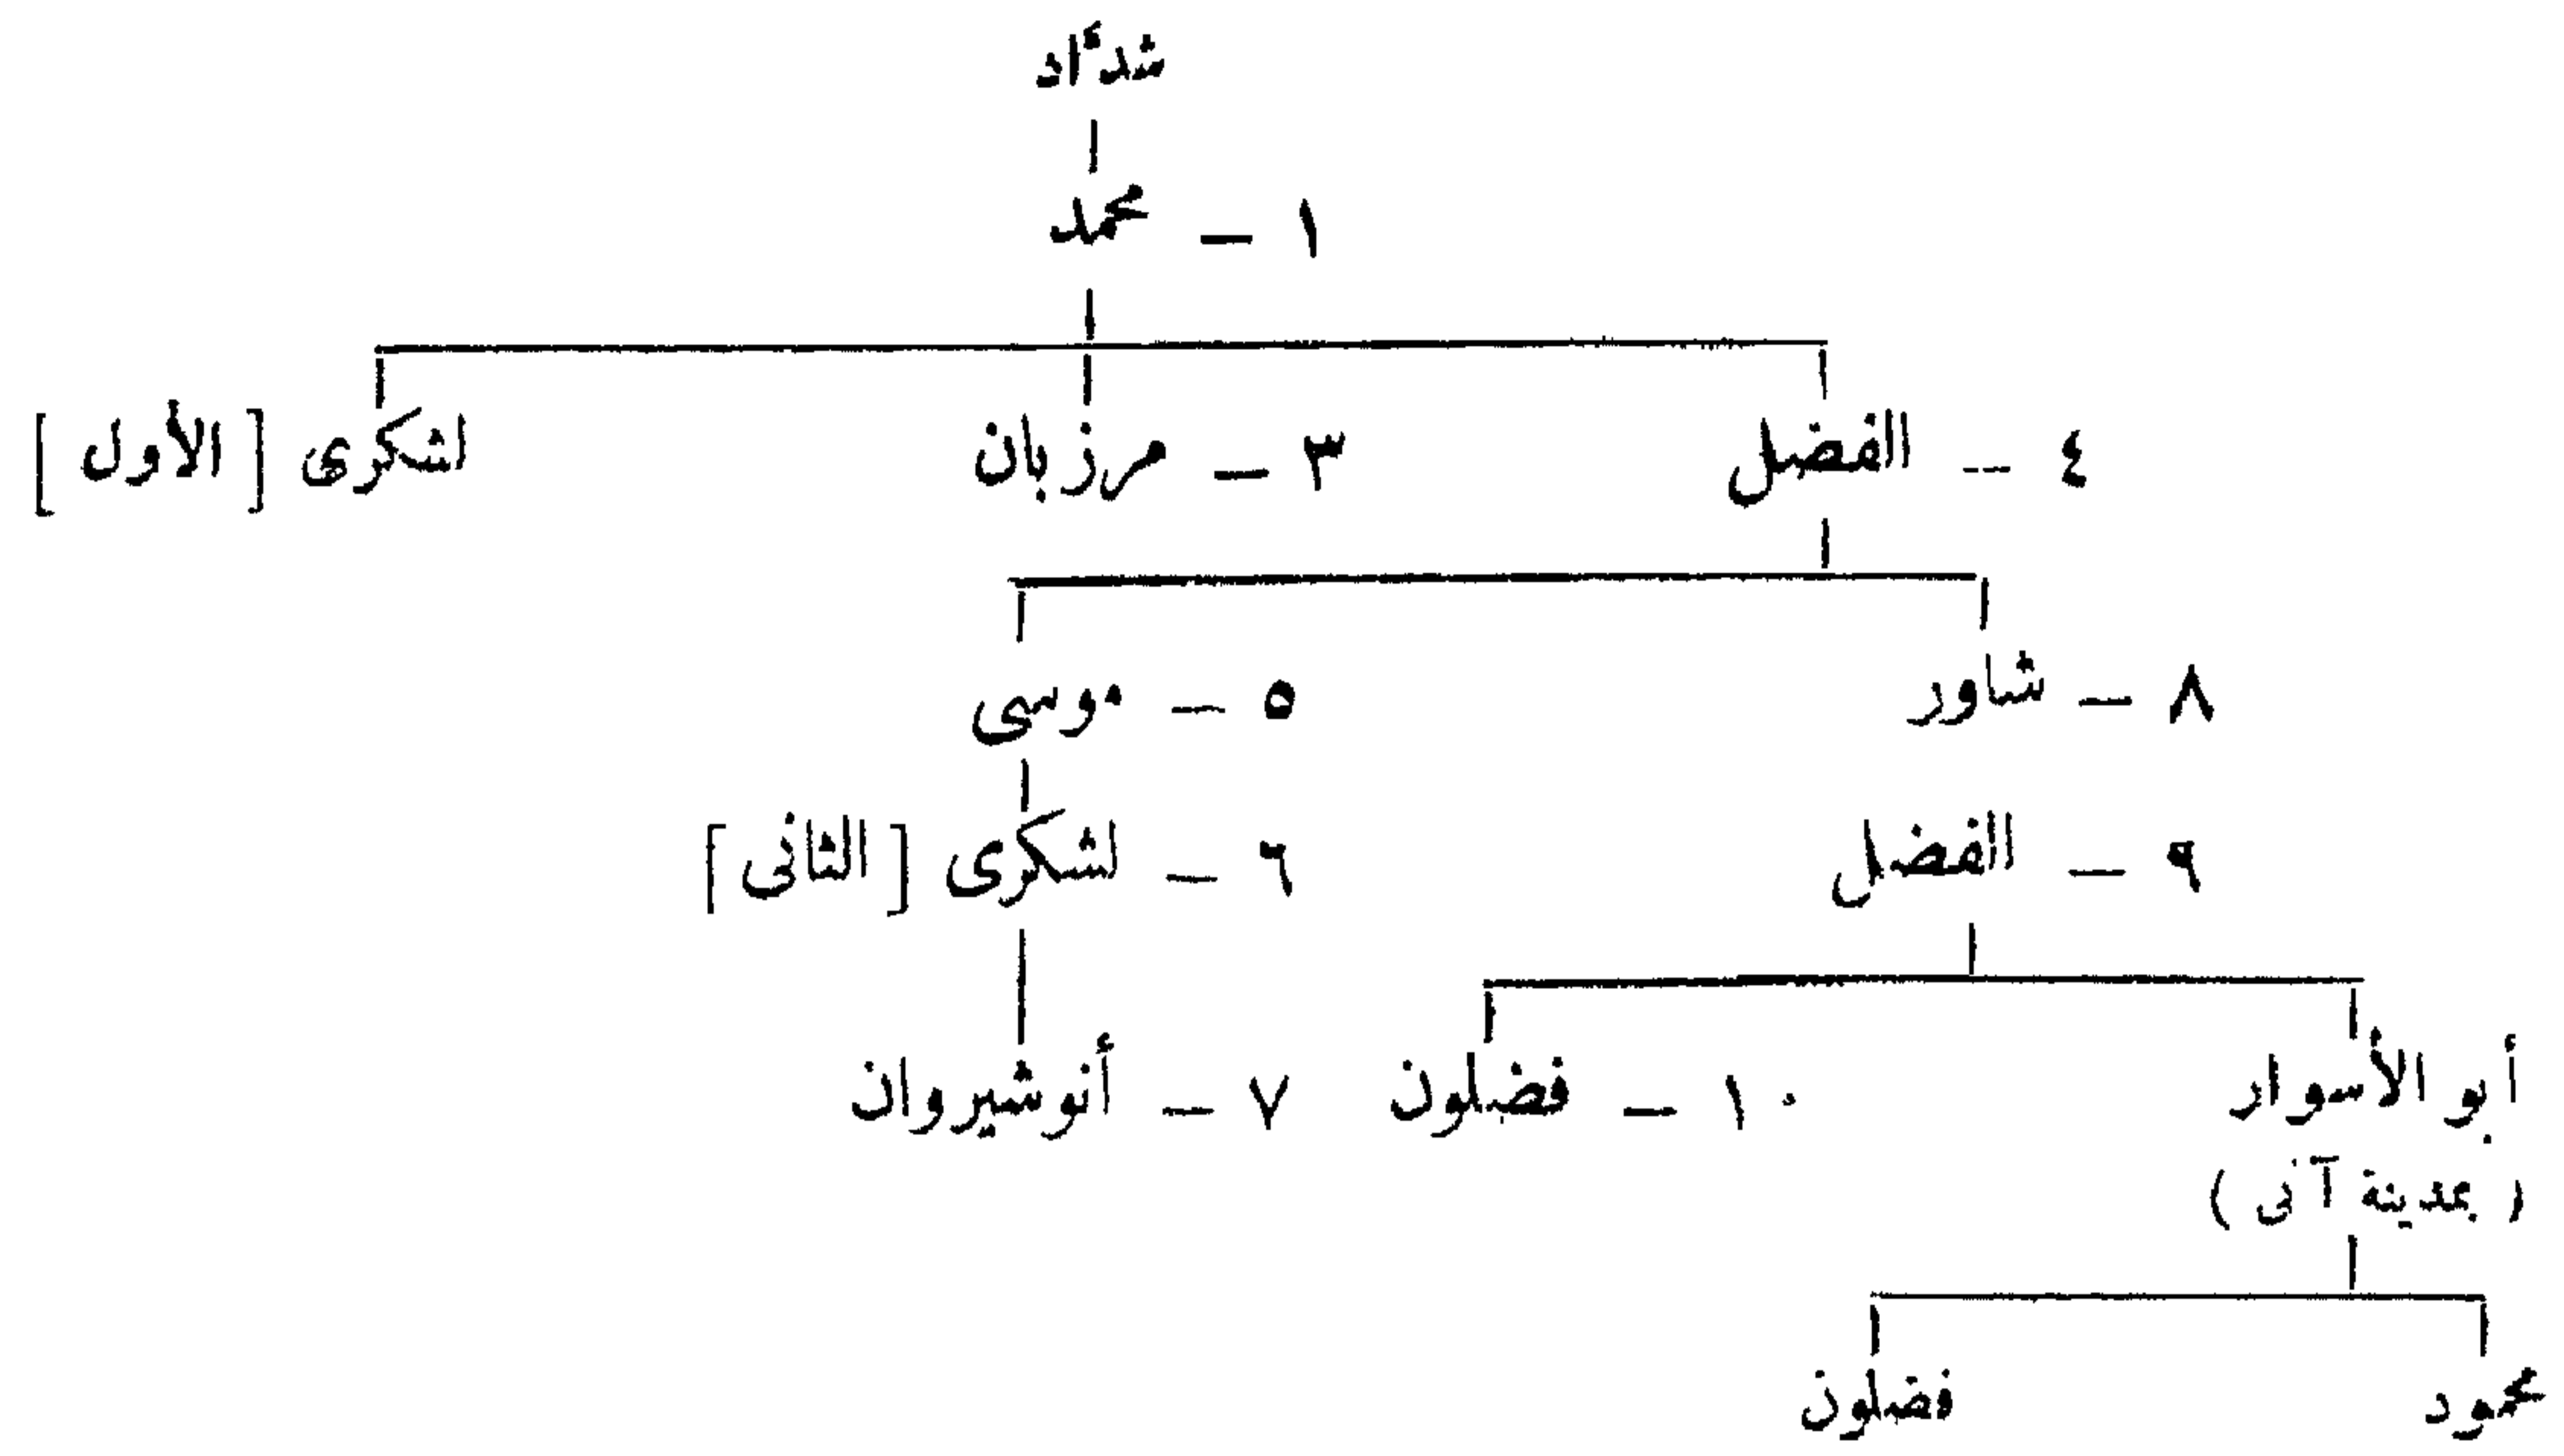 شدّاد
١ – محمد
٤ – الفضل ٣ – مرزبان لشكرى [ الأول ]
٨ – شاور ٥ – موسى
٩ – الفضل ٦ – لشكرى [ الثانى ]
أبو الأسوار ١٠ – فضلون ٧ – أنوشيروان
( بمدينة آنى )
محمود فضلون